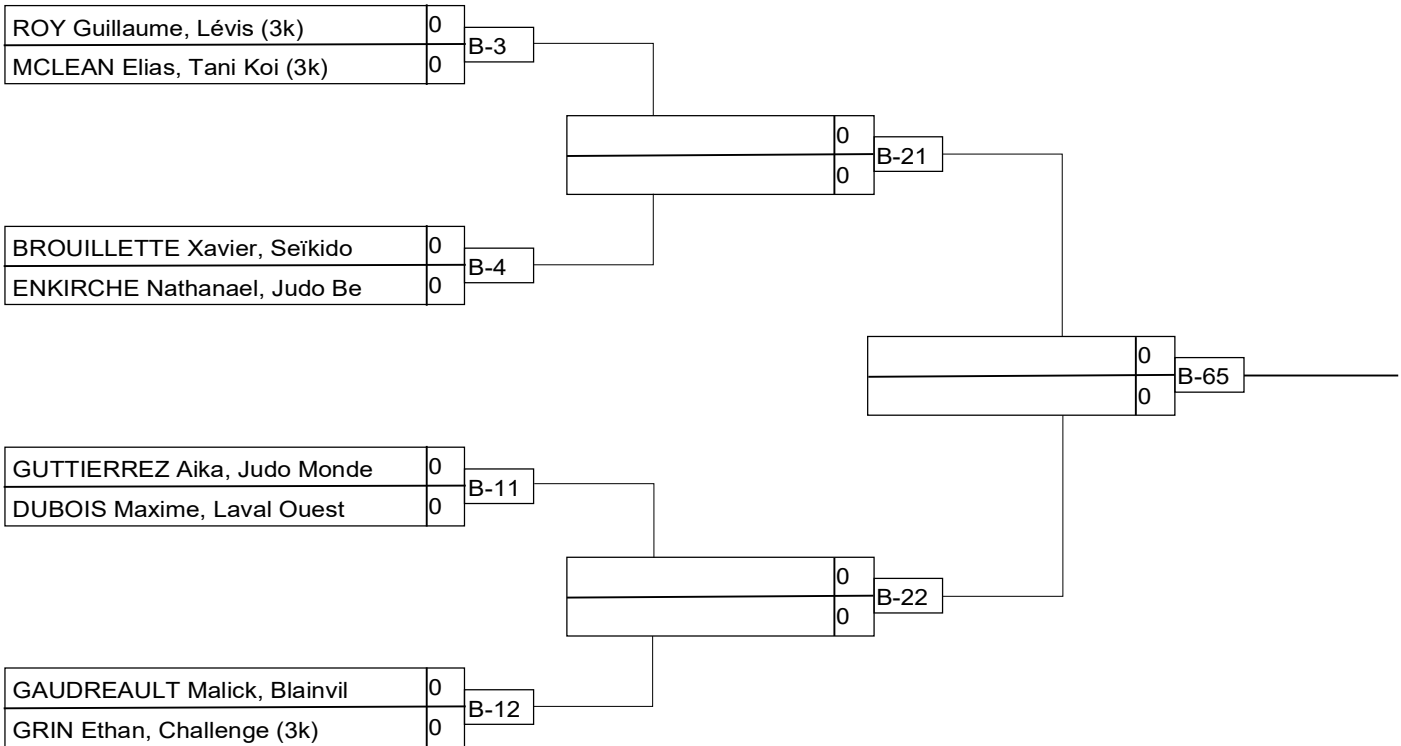 ROY Guillaume, Lévis (3k) 0
B-3
MCLEAN Elias, Tani Koi (3k) 0
0
B-21
0
BROUILLETTE Xavier, Seïkido 0
B-4
ENKIRCHE Nathanael, Judo Be 0
0
B-65
0
GUTTIERREZ Aika, Judo Monde 0
B-11
DUBOIS Maxime, Laval Ouest 0
0
B-22
0
GAUDREAULT Malick, Blainvil 0
B-12
GRIN Ethan, Challenge (3k) 0